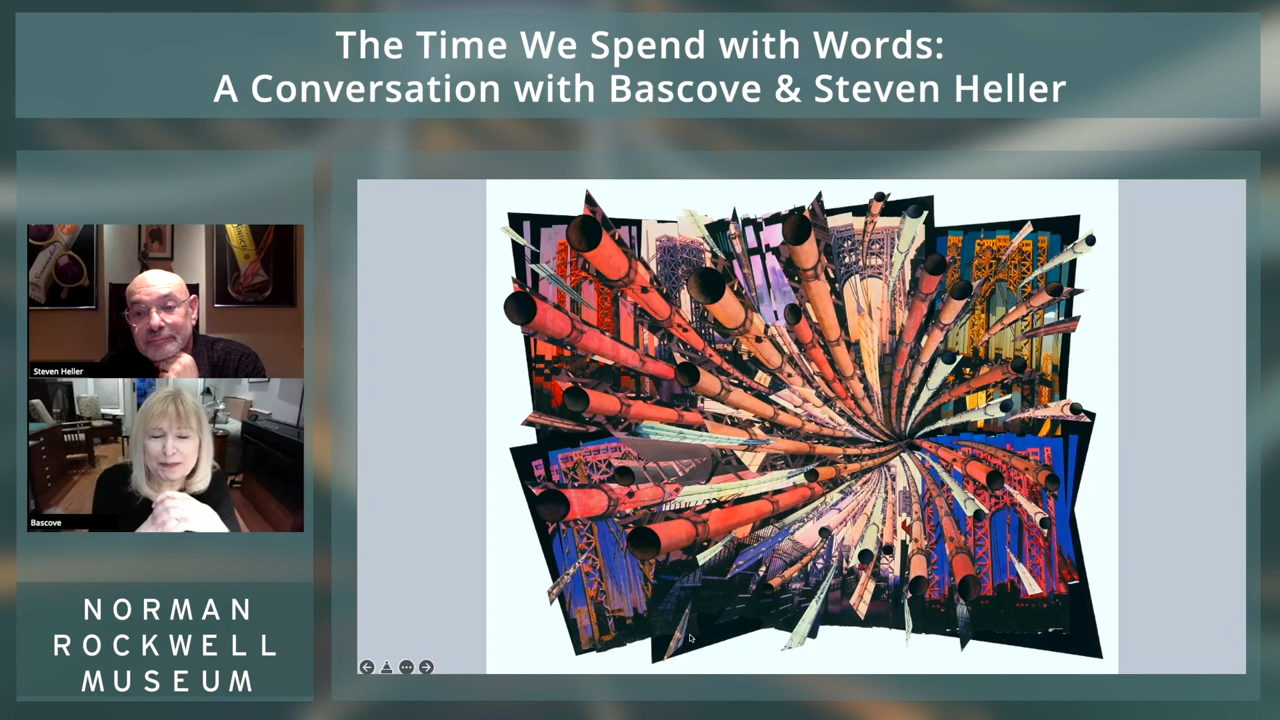 The Time We Spend with Words:
A Conversation with Bascove & Steven Heller
Steven Heller
Bascove
NORMAN
ROCKWELL
MUSEUM